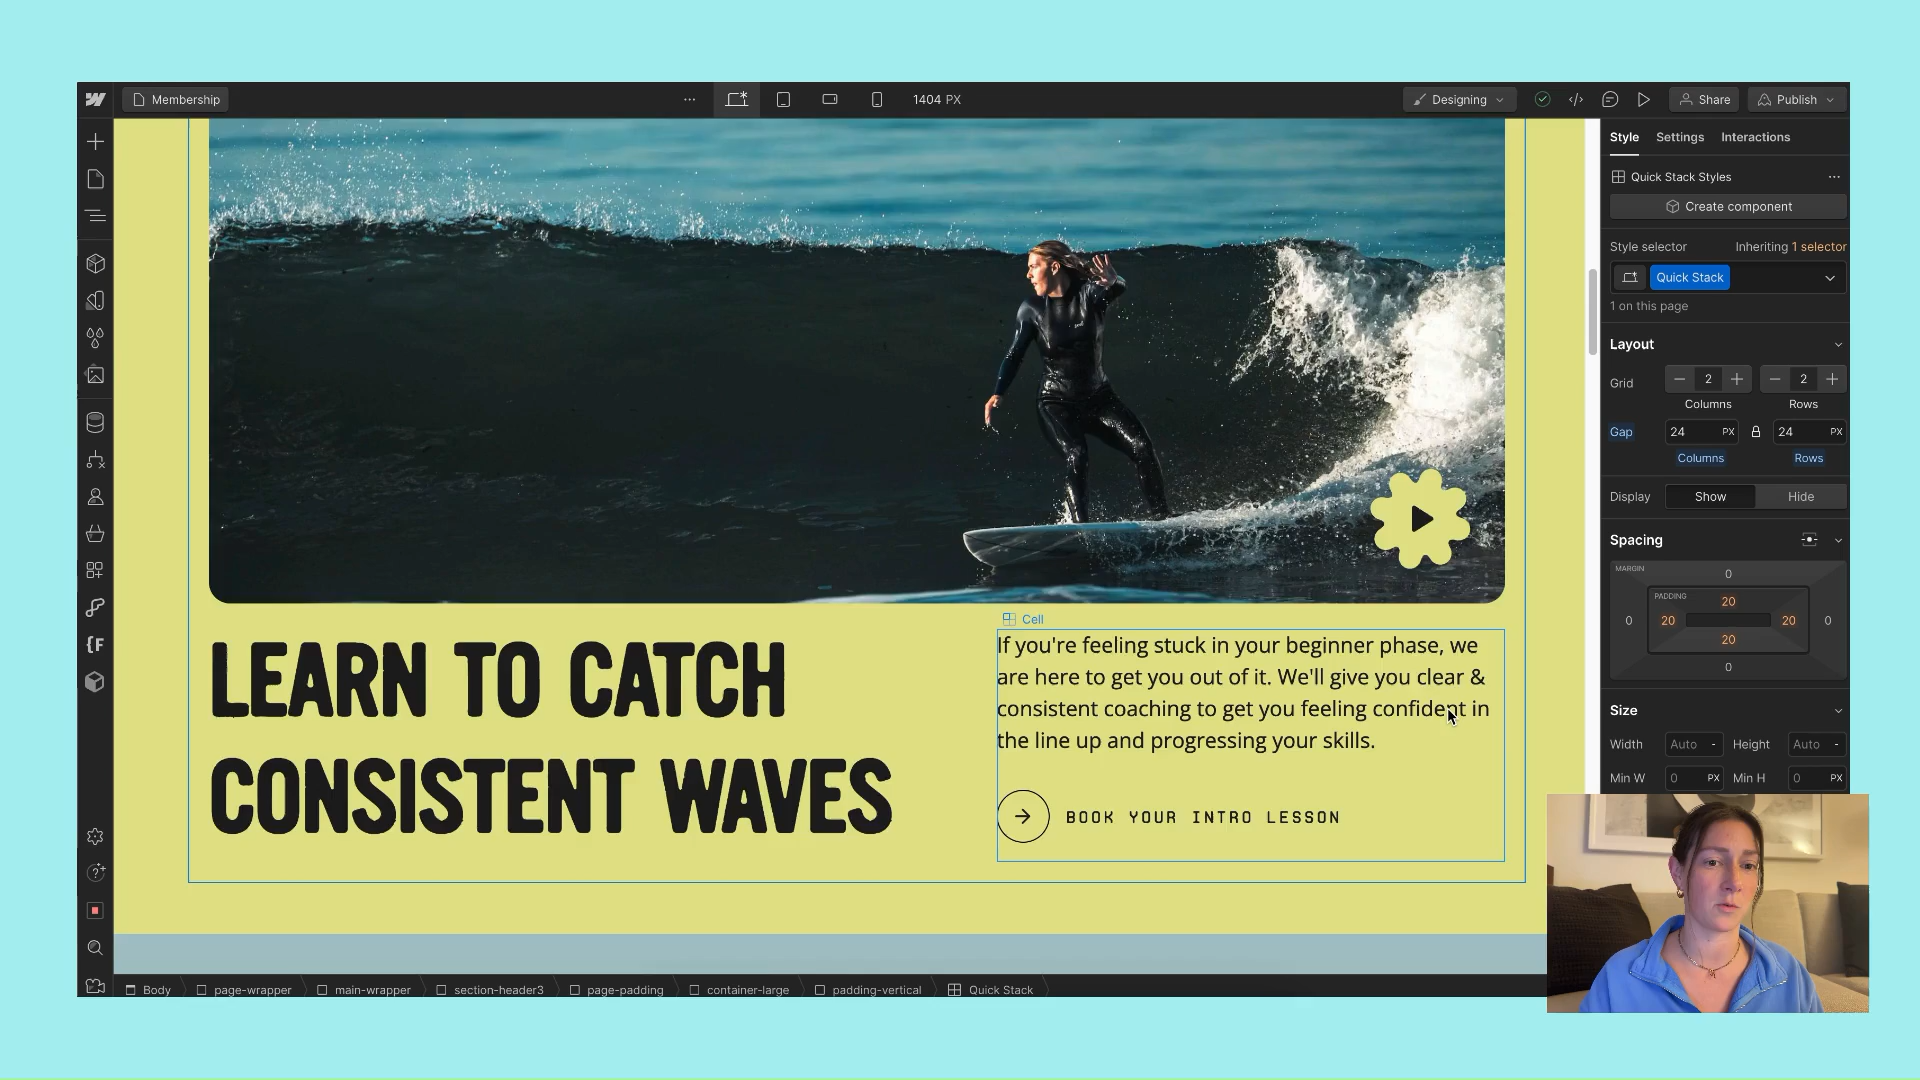 Membership
1404 PX
Designing
Share
Publish
Style
Settings
Interactions
Quick Stack Styles
Create component
Style selector
Inheriting 1 selector
Quick Stack
1 on this page
Layout
Grid
2
2
Columns
Rows
Gap
24 PX
24 PX
Columns
Rows
Display
Show
Hide
Spacing
MARGIN
0
PADDING
20
0
20
20
0
20
0
Size
Width
Auto -
Height
Auto -
Min W
0 PX
Min H
0 PX
Cell
LEARN TO CATCH
CONSISTENT WAVES
If you're feeling stuck in your beginner phase, we
are here to get you out of it. We'll give you clear &
consistent coaching to get you feeling confident in
the line up and progressing your skills.
BOOK YOUR INTRO LESSON
Body
page-wrapper
main-wrapper
section-header3
page-padding
container-large
padding-vertical
Quick Stack